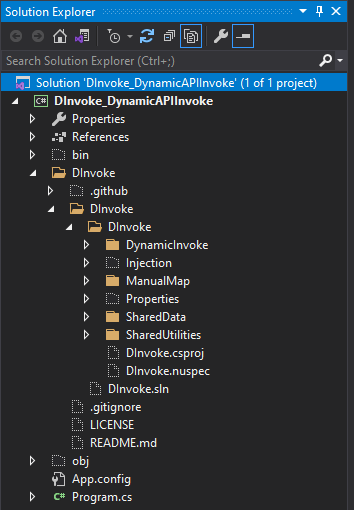 Solution Explorer
Search Solution Explorer (Ctrl+;)
Solution 'DInvoke_DynamicAPIInvoke' (1 of 1 project)
C# DInvoke_DynamicAPIInvoke
Properties
References
bin
DInvoke
.github
DInvoke
DInvoke
DynamicInvoke
Injection
ManualMap
Properties
SharedData
SharedUtilities
DInvoke.csproj
DInvoke.nuspec
DInvoke.sln
.gitignore
LICENSE
README.md
obj
App.config
C# Program.cs